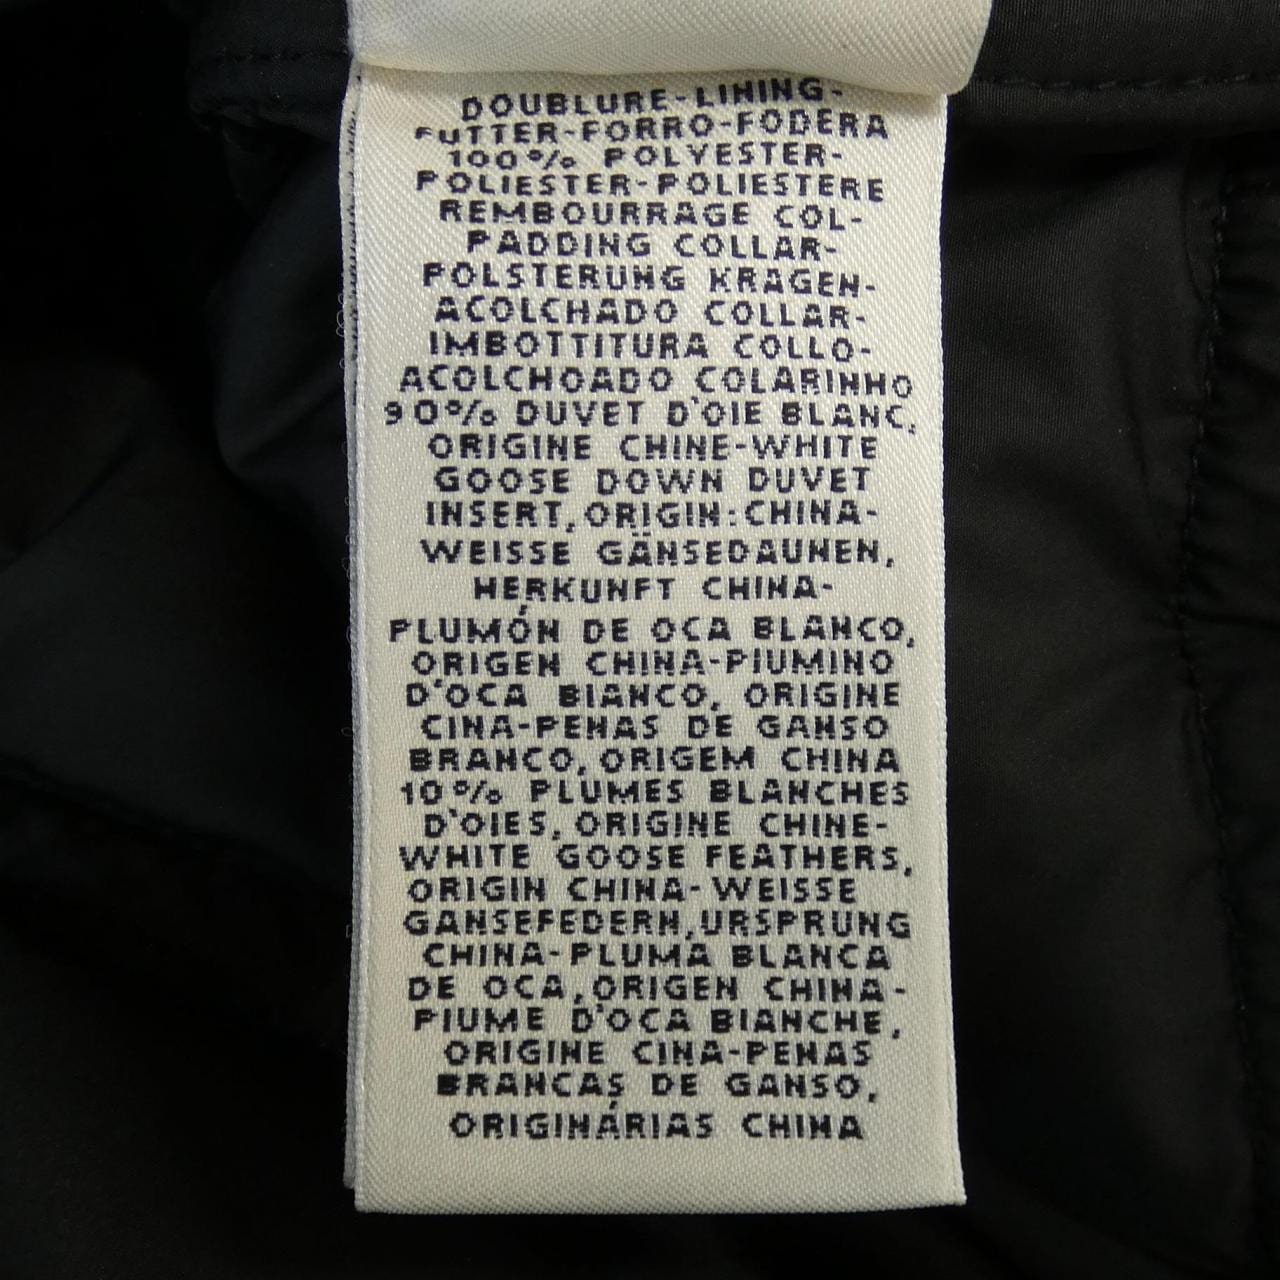 DOUBLURE-LINING-
FUTTER-FORRO-FODERA
100% POLYESTER-
POLIESTER-POLIESTERE
REMBOURRAGE COL-
PADDING COLLAR-
POLSTERUNG KRAGEN-
ACOLCHADO COLLAR-
IMBOTTITURA COLLO-
ACOLCHOADO COLARINHO
90% DUVET D'OIE BLANC,
ORIGINE CHINE-WHITE
GOOSE DOWN DUVET
INSERT,ORIGIN:CHINA-
WEISSE GÄNSEDAUNEN,
HERKUNFT CHINA-
PLUMÓN DE OCA BLANCO,
ORIGEN CHINA-PIUMINO
D'OCA BIANCO, ORIGINE
CINA-PENAS DE GANSO
BRANCO,ORIGEM CHINA
10% PLUMES BLANCHES
D'OIES,ORIGINE CHINE-
WHITE GOOSE FEATHERS,
ORIGIN CHINA-WEISSE
GANSEFEDERN,URSPRUNG
CHINA-PLUMA BLANCA
DE OCA,ORIGEN CHINA-
PIUME D'OCA BIANCHE,
ORIGINE CINA-PENAS
BRANCAS DE GANSO,
ORIGINÁRIAS CHINA